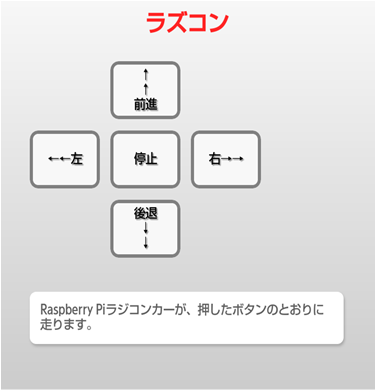 ラズコン
↑
↑
前進
←←左
停止
右→→
後退
↓
↓
Raspberry Piラジコンカーが、押したボタンのとおりに
走ります。